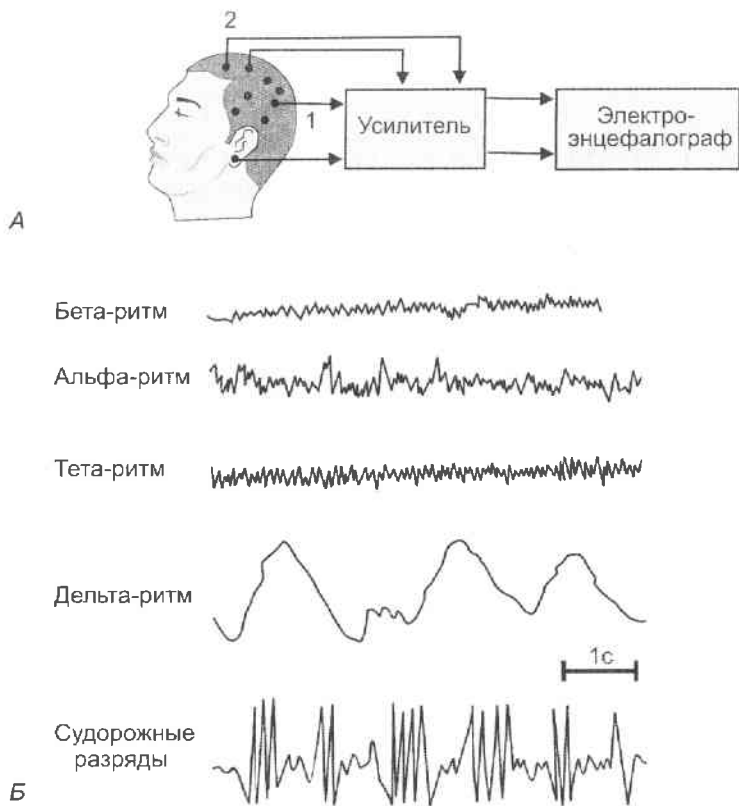 2
1
Усилитель
Электро-
энцефалограф
А
Бета-ритм
Альфа-ритм
Тета-ритм
Дельта-ритм
1с
Судорожные
разряды
Б